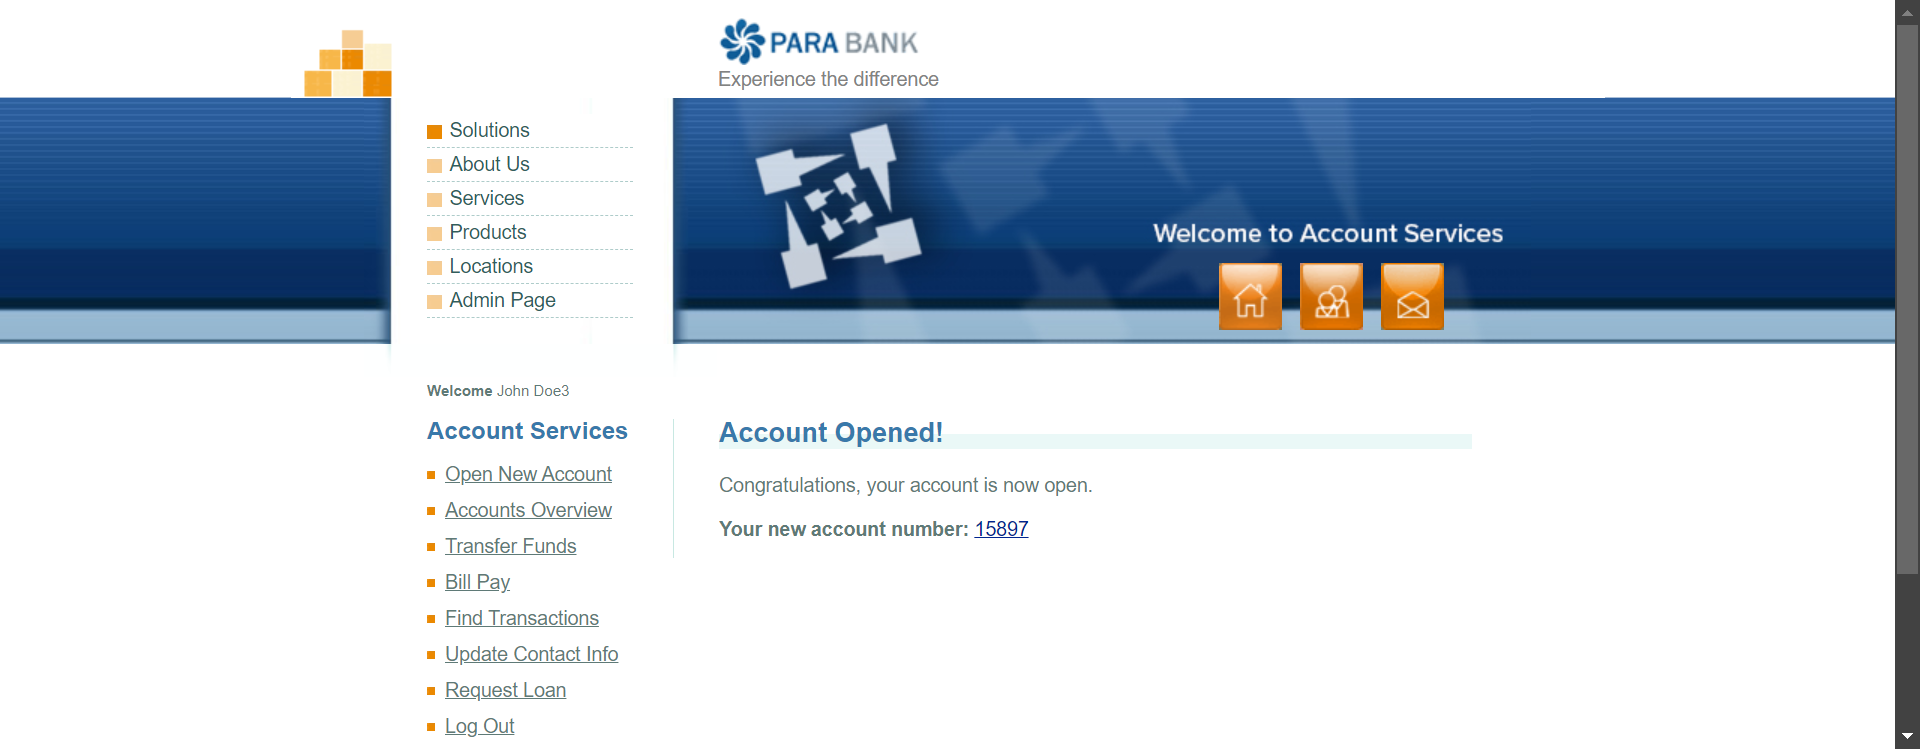 PARA BANK
Experience the difference
Solutions
About Us
Services
Products
Locations
Admin Page
Welcome to Account Services
Welcome John Doe3
Account Services
Open New Account
Accounts Overview
Transfer Funds
Bill Pay
Find Transactions
Update Contact Info
Request Loan
Log Out
Account Opened!
Congratulations, your account is now open.
Your new account number: 15897